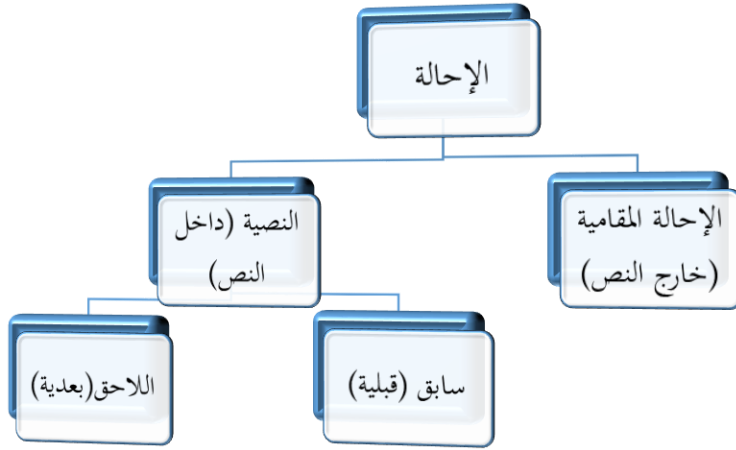 الإحالة
الإحالة المقامية
(خارج النص)
النصية (داخل
النص)
سابق (قبلية)
اللاحق(بعدية)